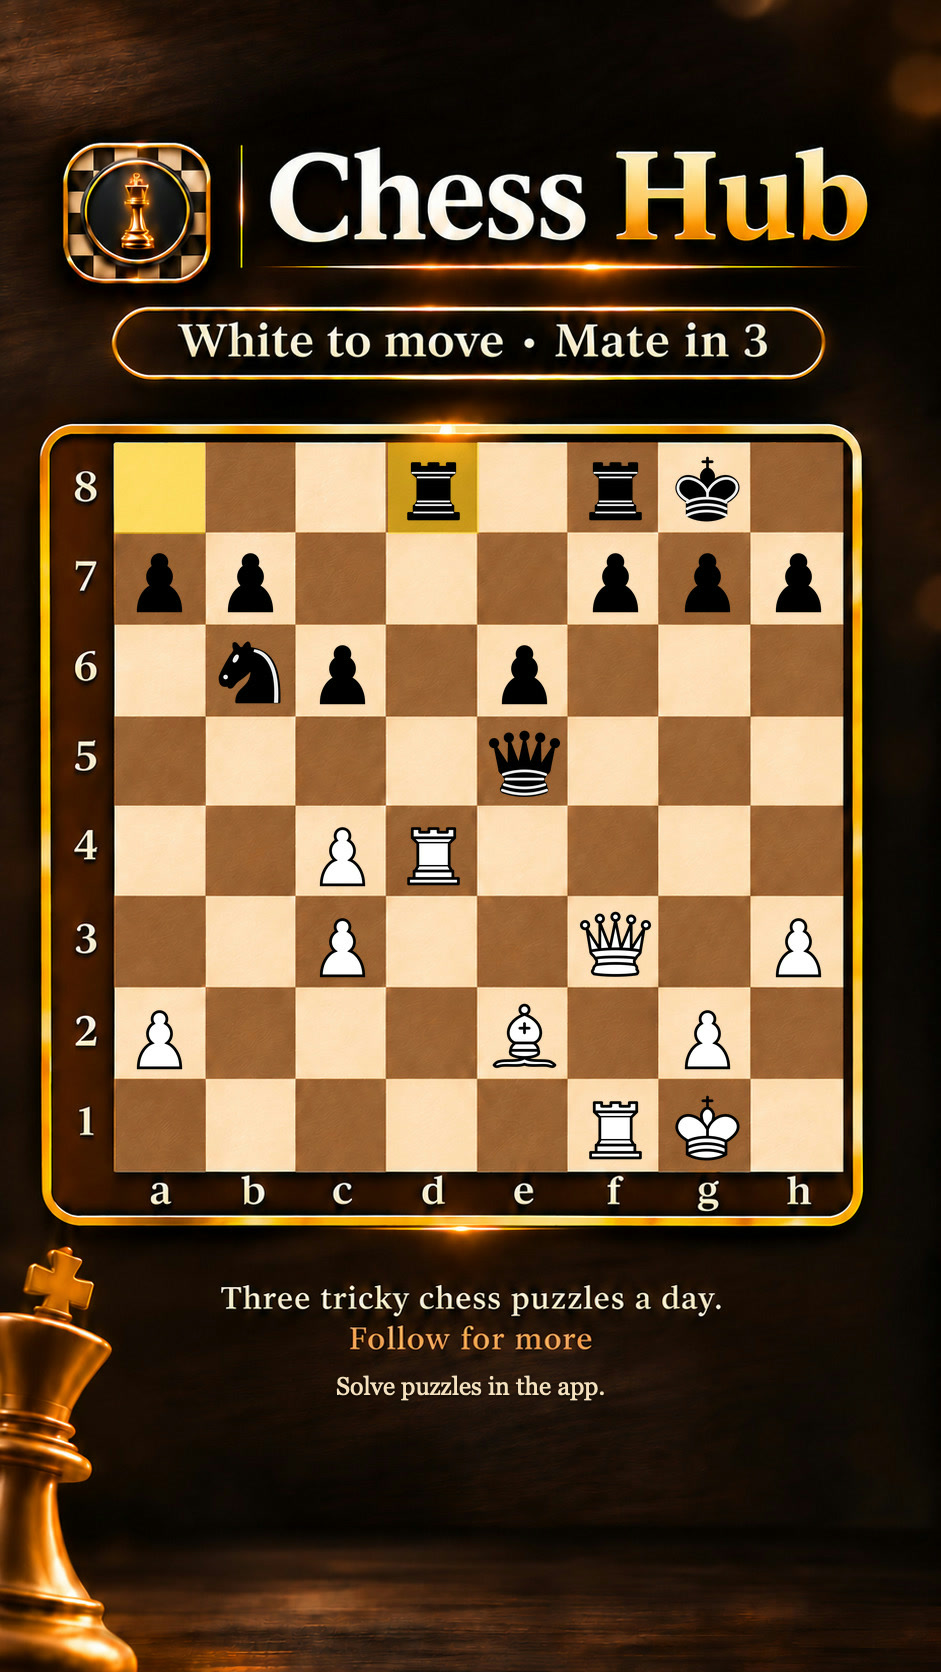 Chess Hub
White to move • Mate in 3
8
7
6
5
4
3
2
1
a b c d e f g h
Three tricky chess puzzles a day.
Follow for more
Solve puzzles in the app.